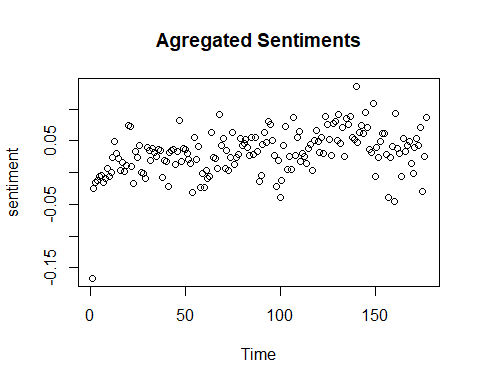 Agregated Sentiments
sentiment
0.05
-0.05
-0.15
0 50 100 150
Time